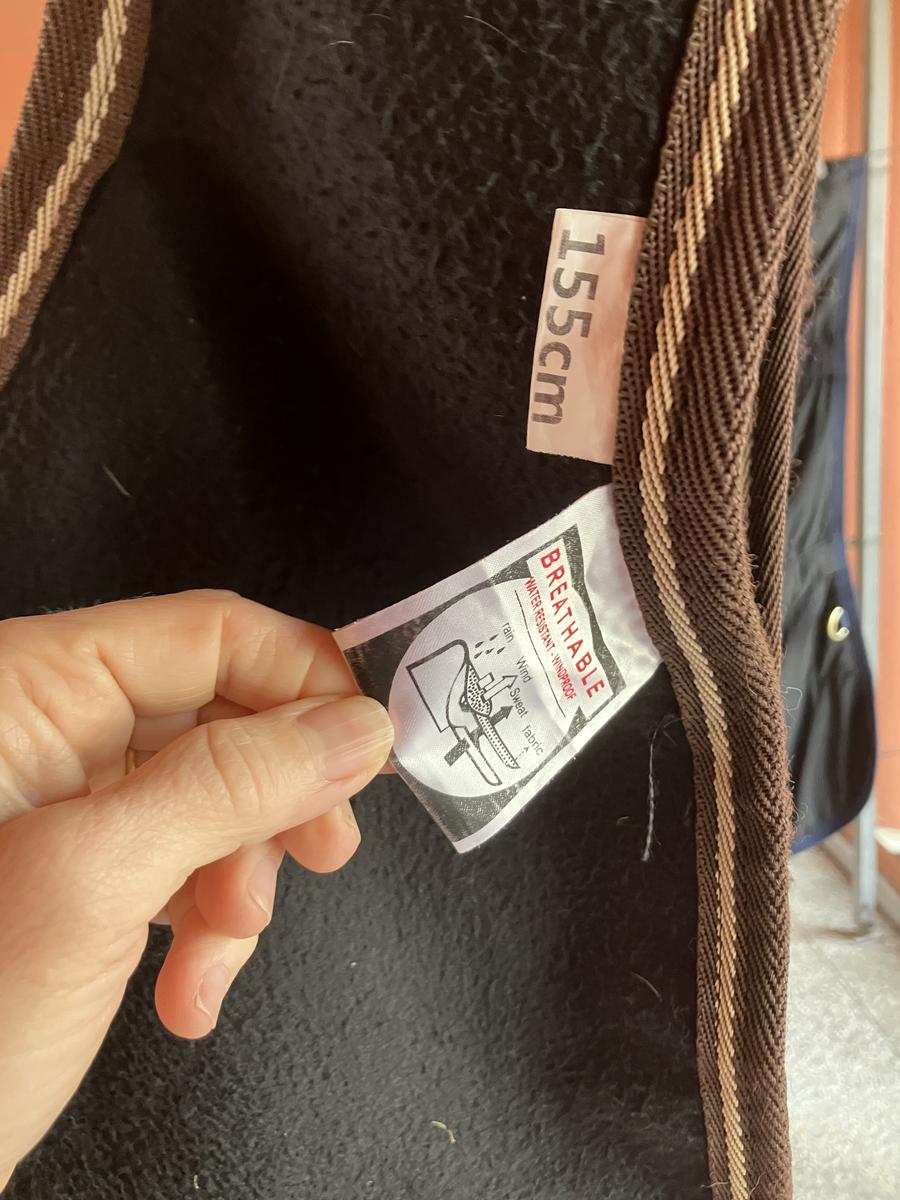 155cm
BREATHABLE
WATER RESISTANT - WINDPROOF
rain
Wind
Sweat
fabric